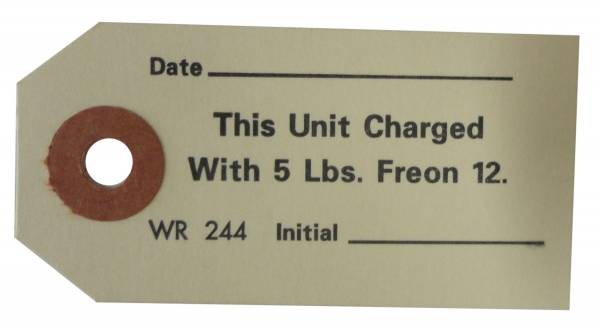 Date
This Unit Charged
With 5 Lbs. Freon 12.
WR 244 Initial